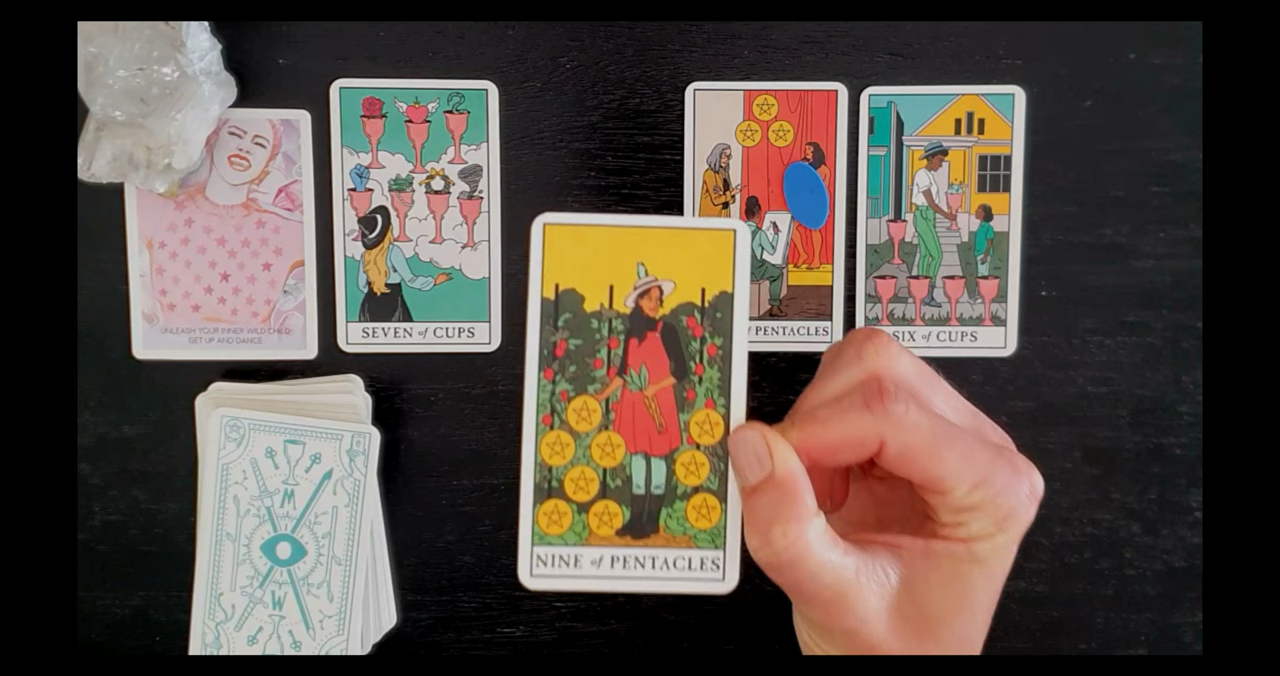 UNLEASH YOUR INNER WILD CHILD
GET UP AND DANCE
SEVEN of CUPS
PENTACLES
SIX of CUPS
NINE of PENTACLES
M
W